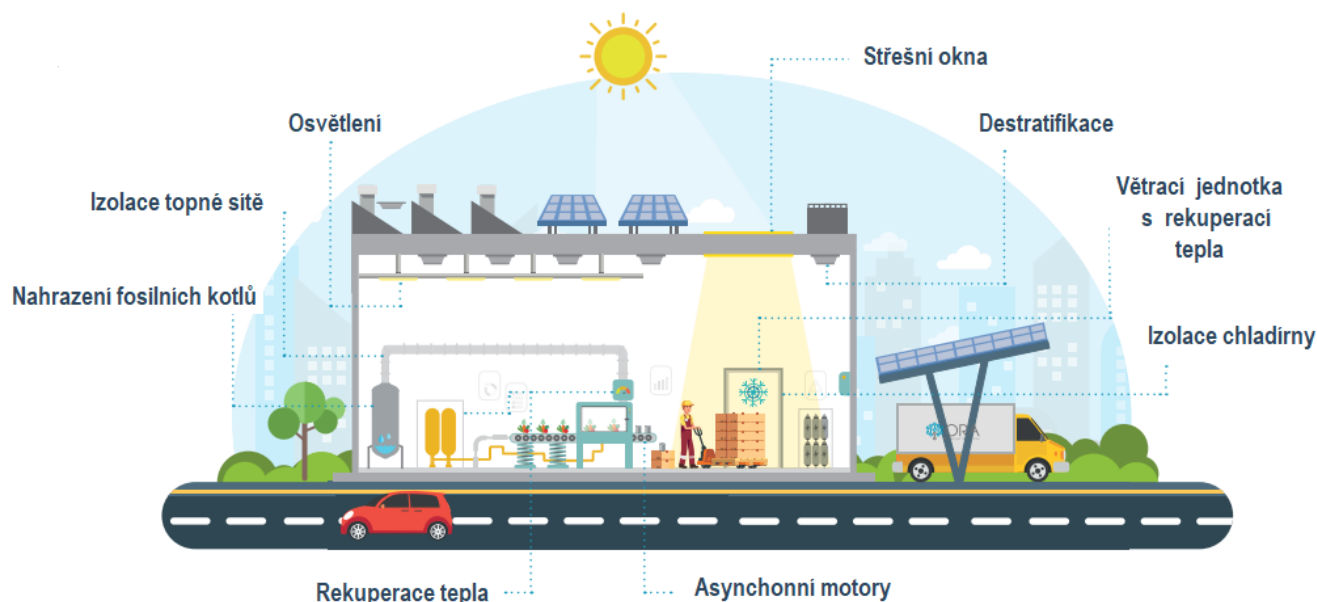 Střešní okna
Osvětlení
Destratifikace
Větrací jednotka
s rekuperací
tepla
Izolace topné sítě
Nahrazení fosilních kotlů
Izolace chladírny
Rekuperace tepla
Asynchonní motory